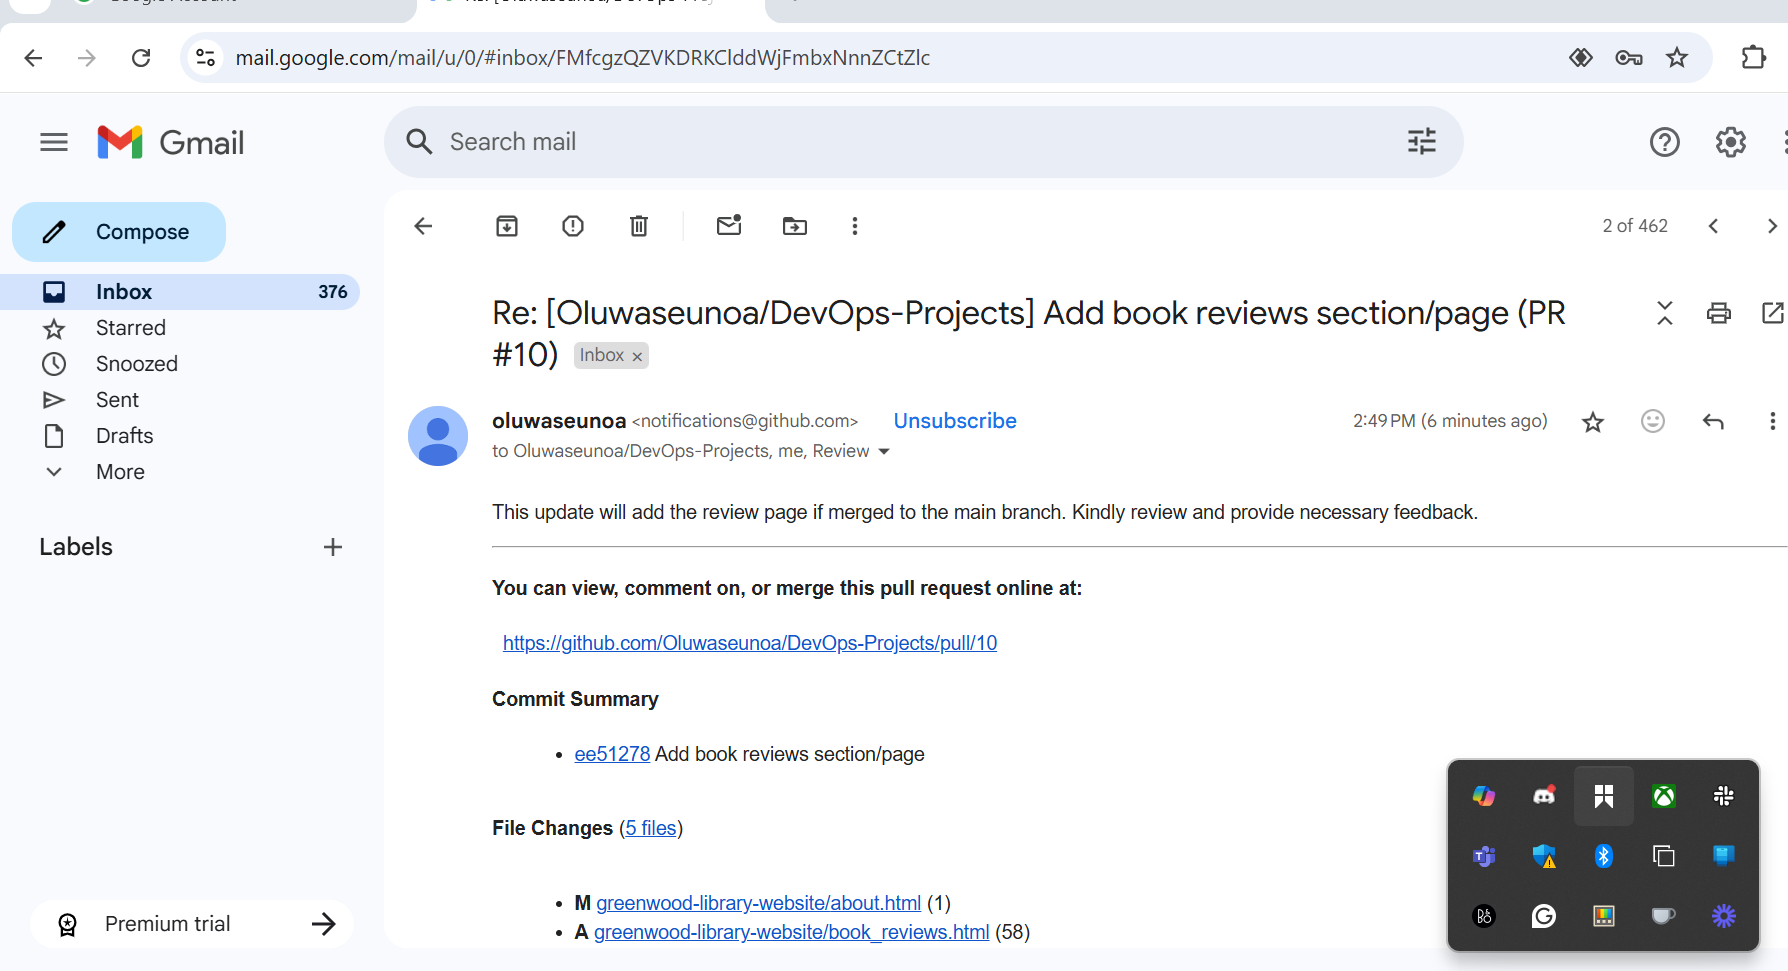 mail.google.com/mail/u/0/#inbox/FMfcgzQZVKDRKClddWjFmbxNnnZCtZlc
Gmail
Search mail
Compose
2 of 462
Inbox 376
Starred
Snoozed
Sent
Drafts
More
Labels
Premium trial
Re: [Oluwaseunoa/DevOps-Projects] Add book reviews section/page (PR
#10) Inbox ×
oluwaseunoa <notifications@github.com> Unsubscribe 2:49 PM (6 minutes ago)
to Oluwaseunoa/DevOps-Projects, me, Review
This update will add the review page if merged to the main branch. Kindly review and provide necessary feedback.
You can view, comment on, or merge this pull request online at:
https://github.com/Oluwaseunoa/DevOps-Projects/pull/10
Commit Summary
• ee51278 Add book reviews section/page
File Changes (5 files)
• M greenwood-library-website/about.html (1)
• A greenwood-library-website/book_reviews.html (58)